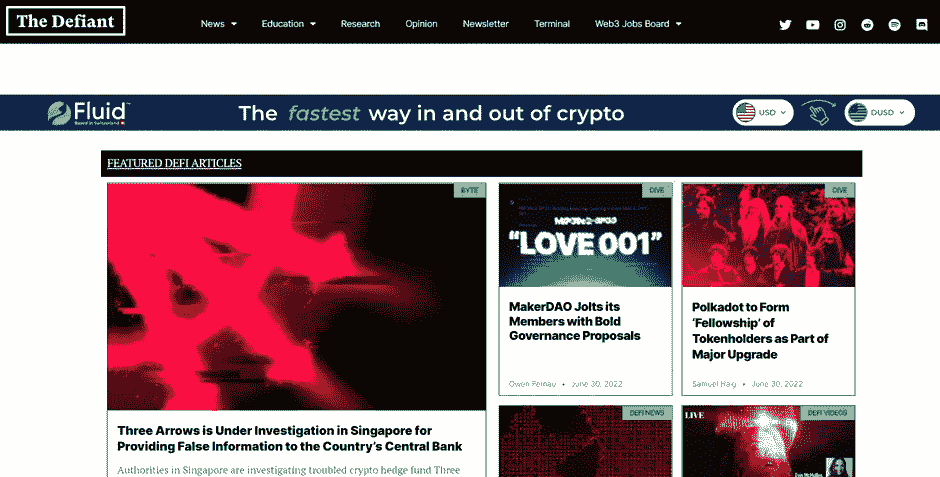 The Defiant
News
Education
Research
Opinion
Newsletter
Terminal
Web3 Jobs Board
Fluid
The fastest way in and out of crypto
USD
DUSD
FEATURED DEFI ARTICLES
BYTE
Three Arrows is Under Investigation in Singapore for
Providing False Information to the Country's Central Bank
Authorities in Singapore are investigating troubled crypto hedge fund Three
DIVE
"LOVE 001"
MakerDAO Jolts its
Members with Bold
Governance Proposals
Owen Fernau • June 30, 2022
DIVE
Polkadot to Form
'Fellowship' of
Tokenholders as Part of
Major Upgrade
Samuel Haig • June 30, 2022
DEFI NEWS
LIVE
DEFI VIDEOS